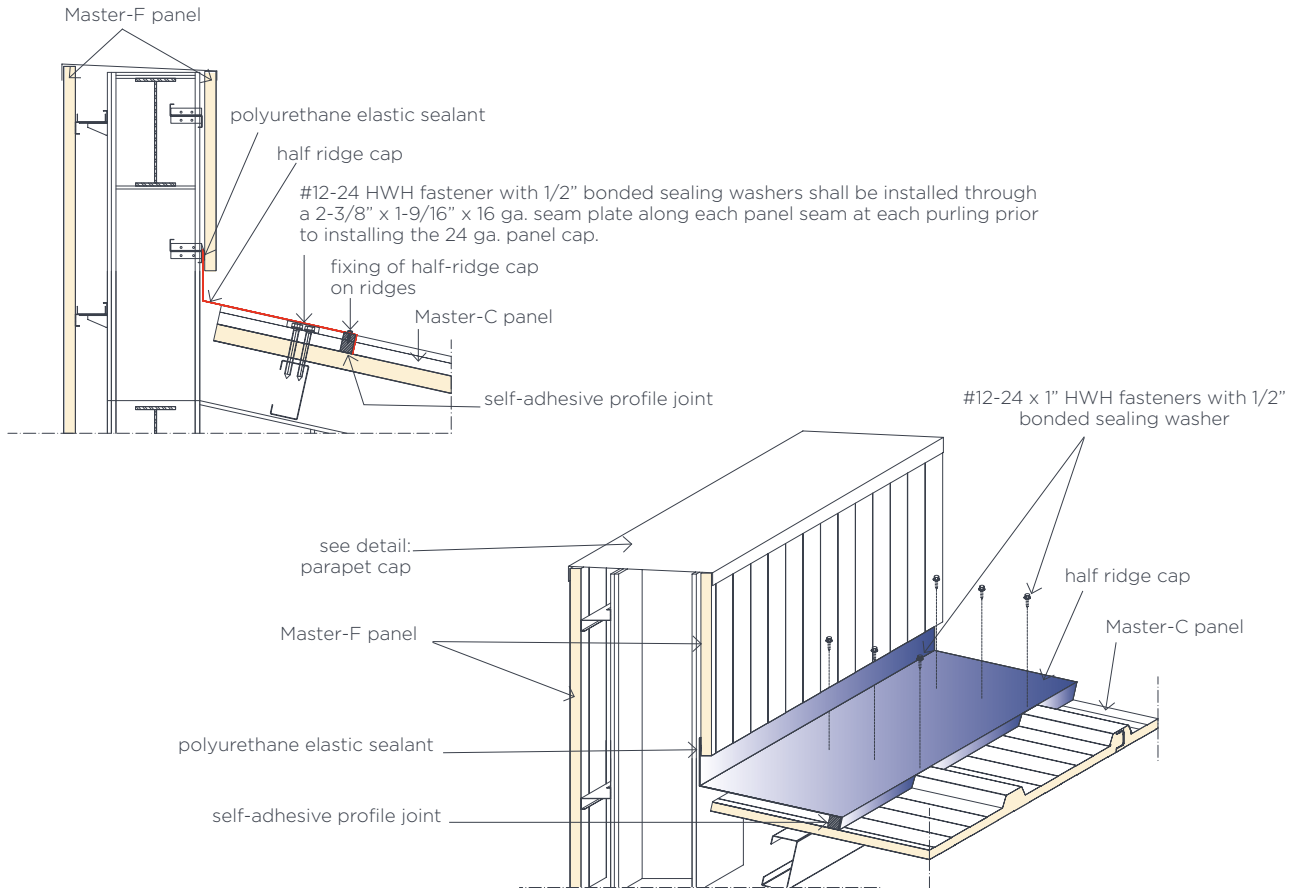 Master-F panel
polyurethane elastic sealant
half ridge cap
#12-24 HWH fastener with 1/2” bonded sealing washers shall be installed through
a 2-3/8” x 1-9/16” x 16 ga. seam plate along each panel seam at each purling prior
to installing the 24 ga. panel cap.
fixing of half-ridge cap
on ridges
Master-C panel
self-adhesive profile joint
#12-24 x 1” HWH fasteners with 1/2”
bonded sealing washer
see detail:
parapet cap
half ridge cap
Master-F panel
Master-C panel
polyurethane elastic sealant
self-adhesive profile joint